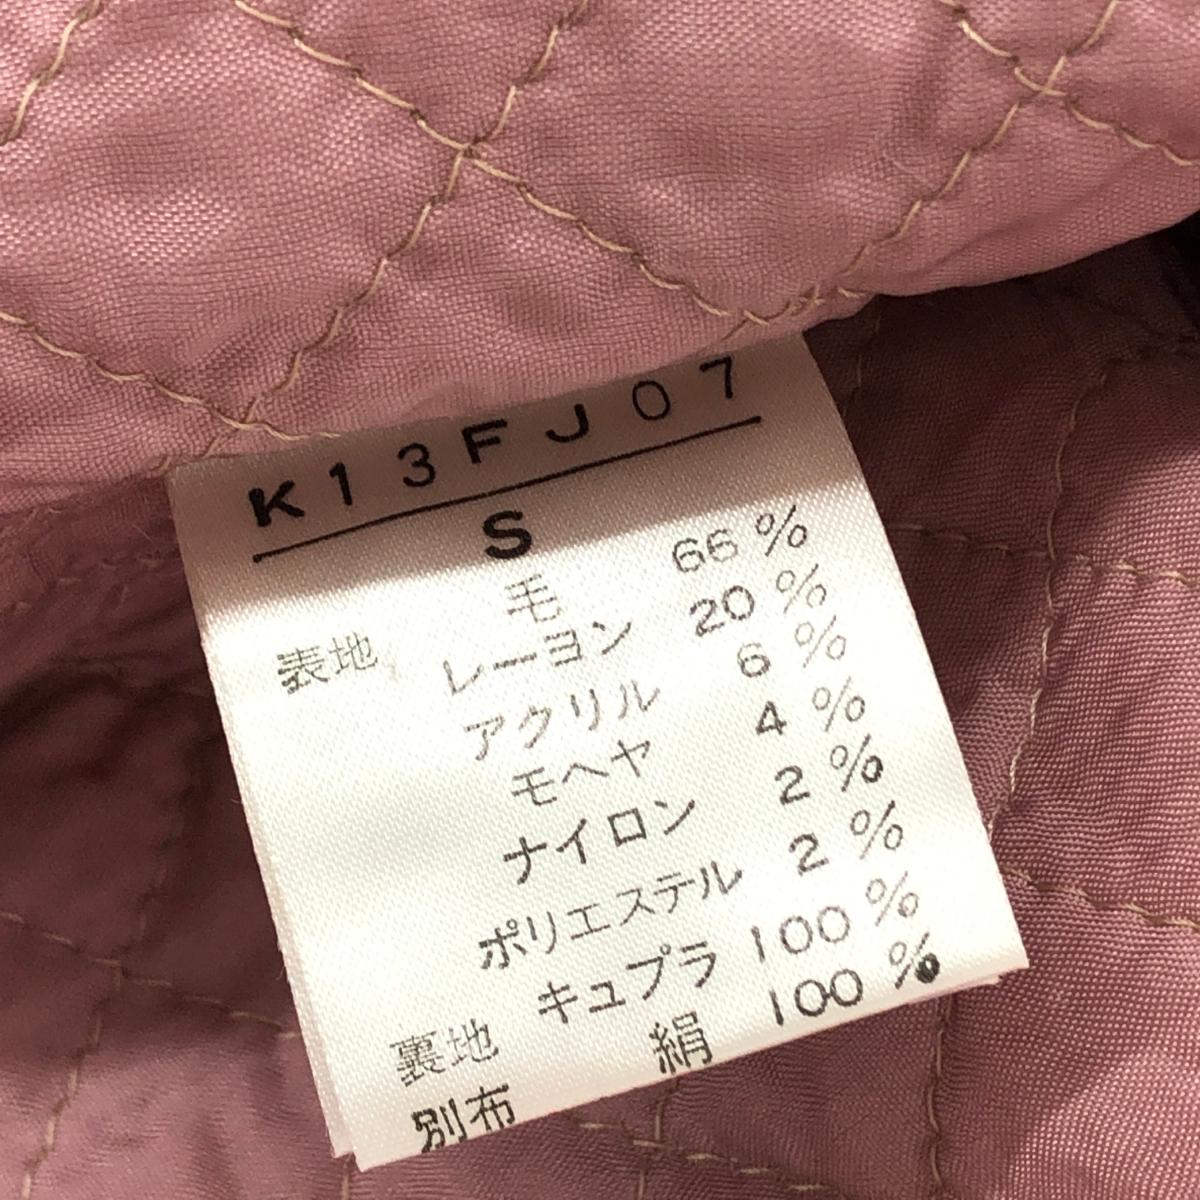 K13FJ07
S
表地 毛 66%
レーヨン 20%
アクリル 6%
モヘヤ 4%
ナイロン 2%
ポリエステル 2%
裏地 キュプラ 100%
別布 絹 100%